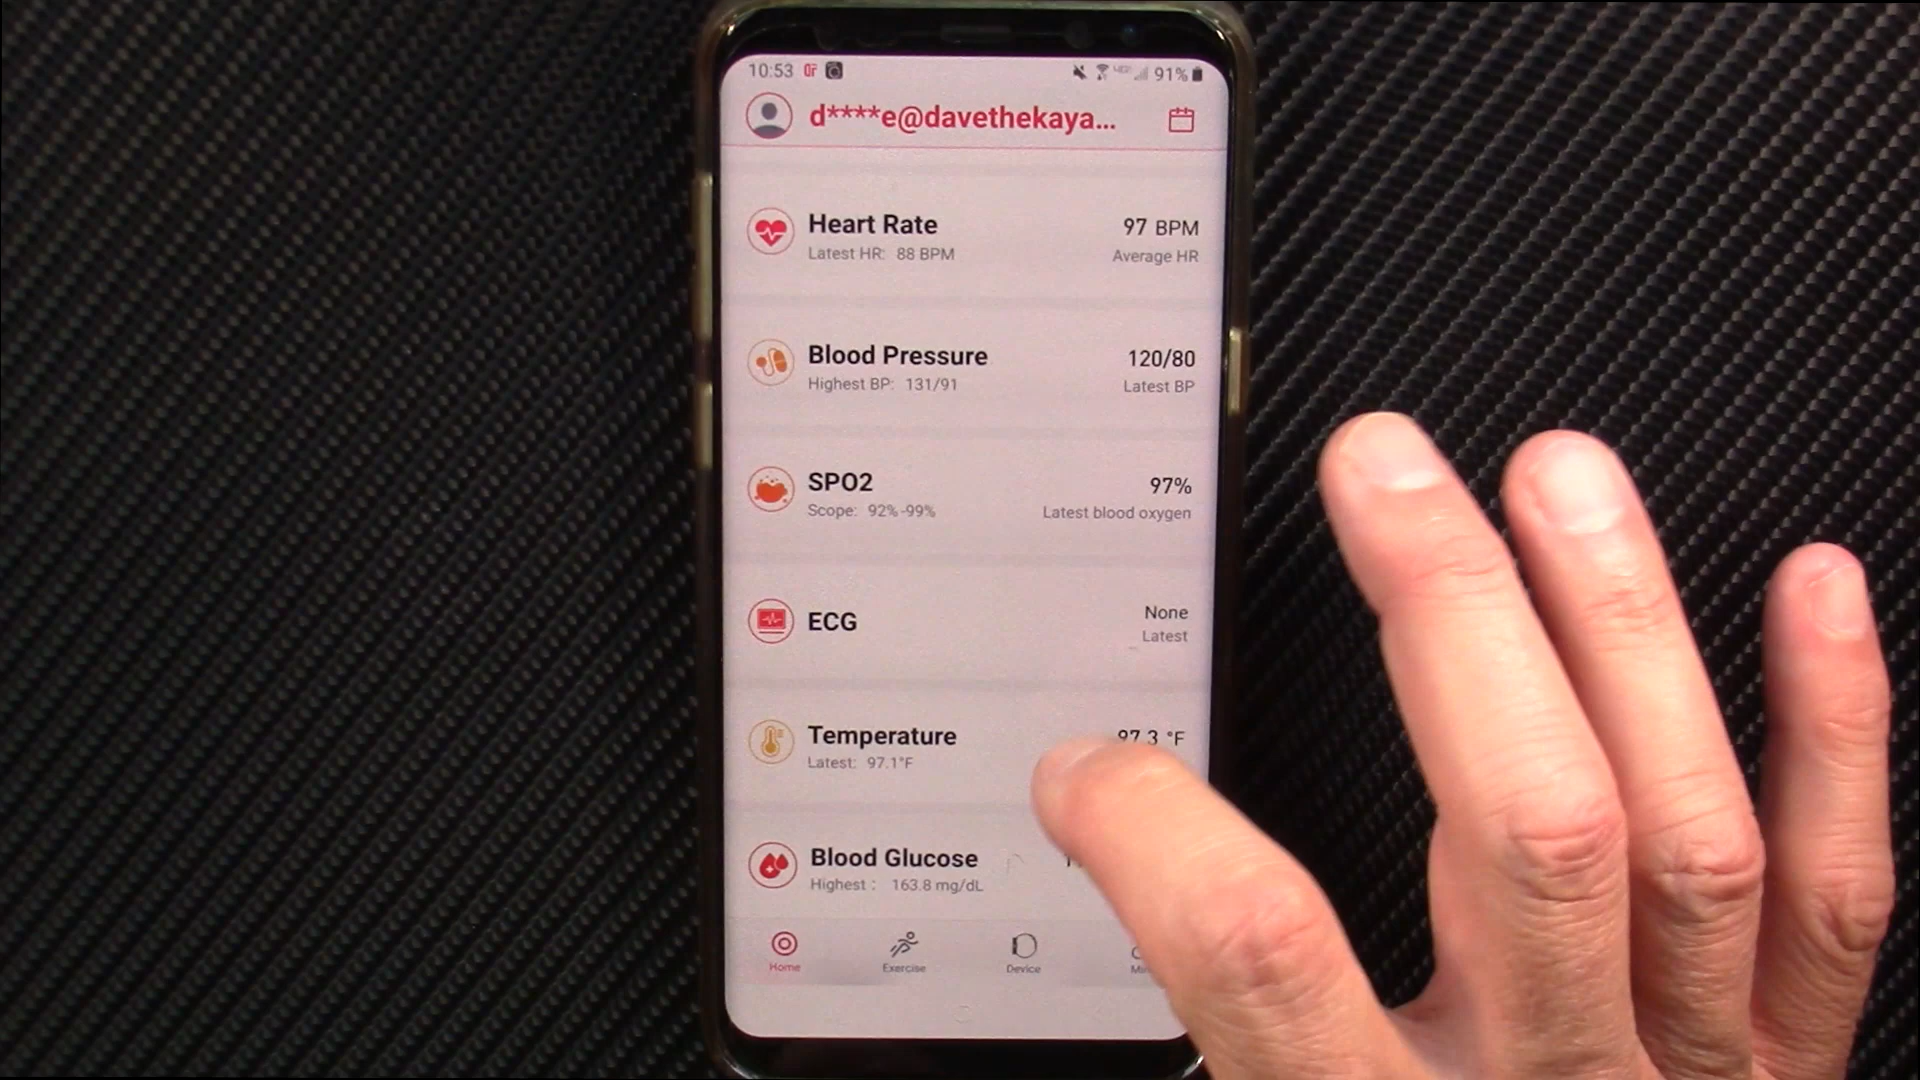 10:53 91%
d****e@davethekaya...
Heart Rate 97 BPM
Latest HR: 88 BPM Average HR
Blood Pressure 120/80
Highest BP: 131/91 Latest BP
SPO2 97%
Scope: 92%-99% Latest blood oxygen
ECG None
Latest
Temperature 97.3 °F
Latest: 97.1°F
Blood Glucose
Highest : 163.8 mg/dL
Home Exercise Device